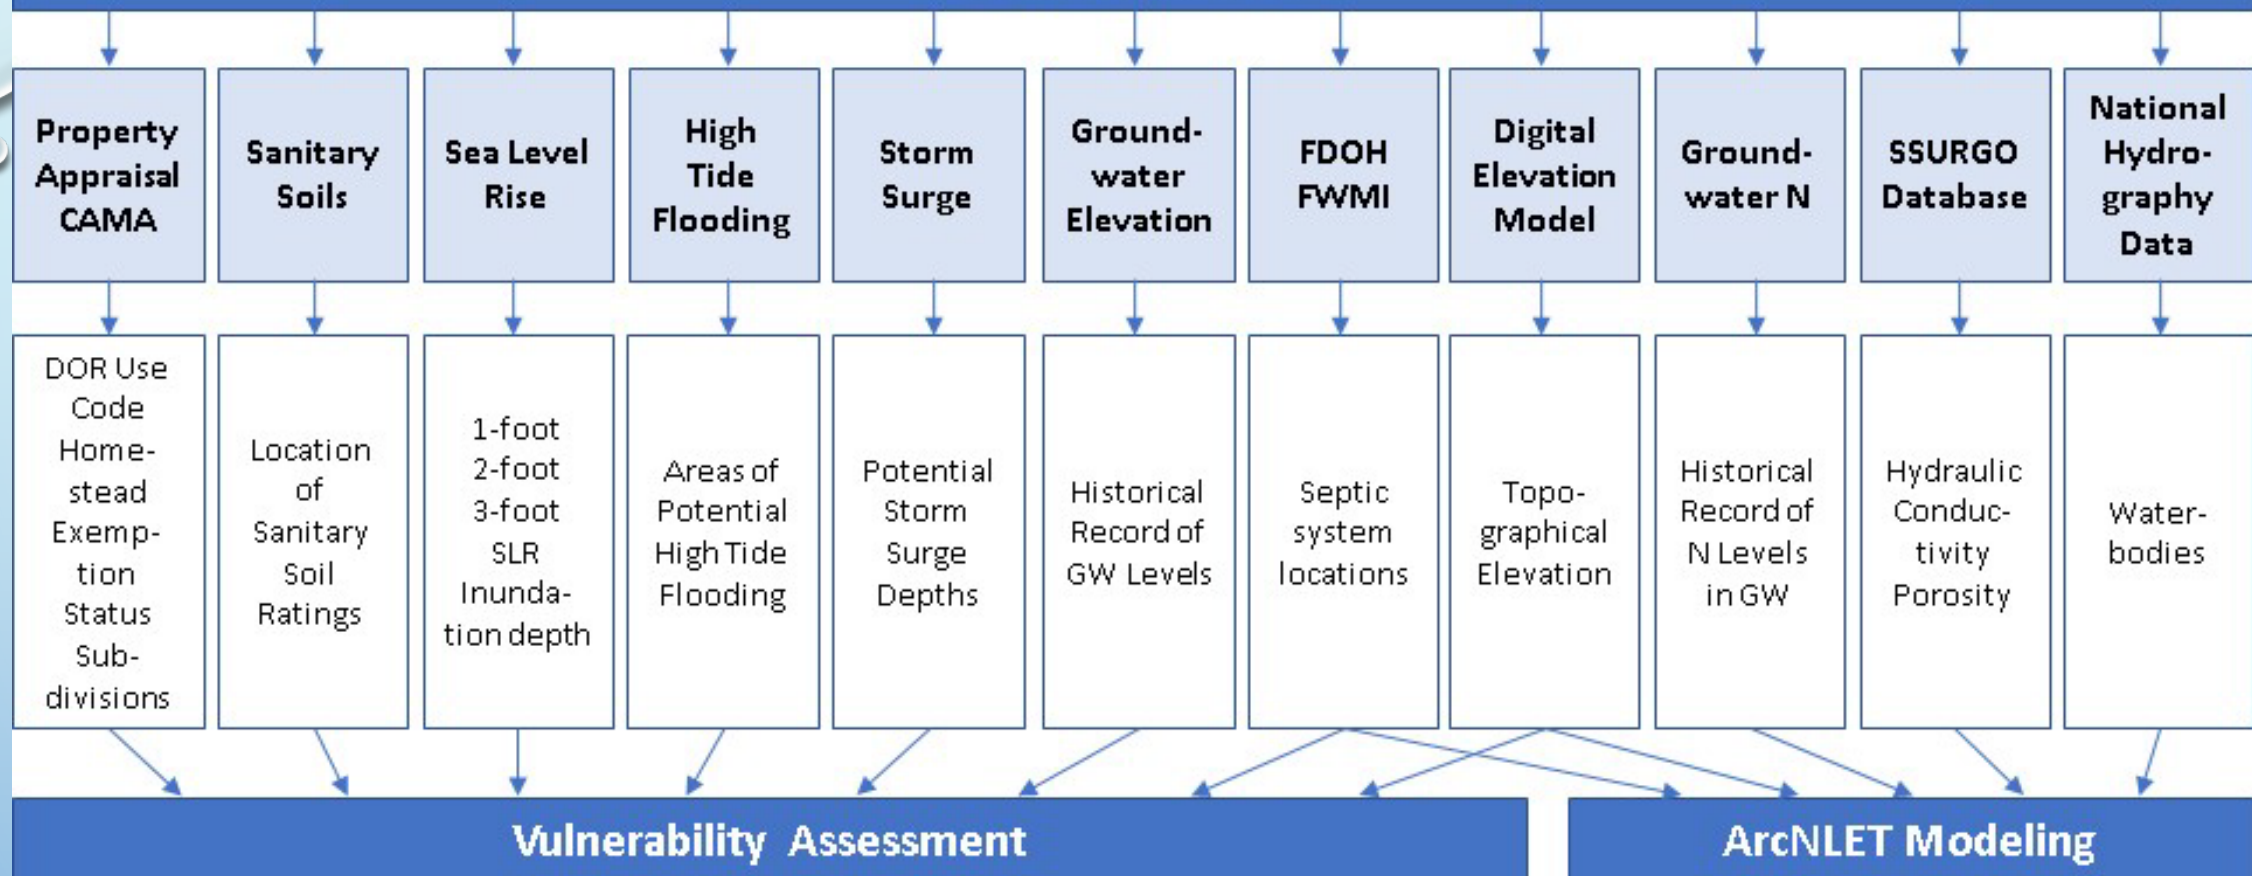 Property
Appraisal
CAMA
Sanitary
Soils
Sea Level
Rise
High
Tide
Flooding
Storm
Surge
Ground-
water
Elevation
FDOH
FWMI
Digital
Elevation
Model
Ground-
water N
SSURGO
Database
National
Hydro-
graphy
Data
DOR Use
Code
Home-
stead
Exemp-
tion
Status
Sub-
divisions
Location
of
Sanitary
Soil
Ratings
1-foot
2-foot
3-foot
SLR
Inunda-
tion depth
Areas of
Potential
High Tide
Flooding
Potential
Storm
Surge
Depths
Historical
Record of
GW Levels
Septic
system
locations
Topo-
graphical
Elevation
Historical
Record of
N Levels
in GW
Hydraulic
Conduc-
tivity
Porosity
Water-
bodies
Vulnerability Assessment
ArcNLET Modeling